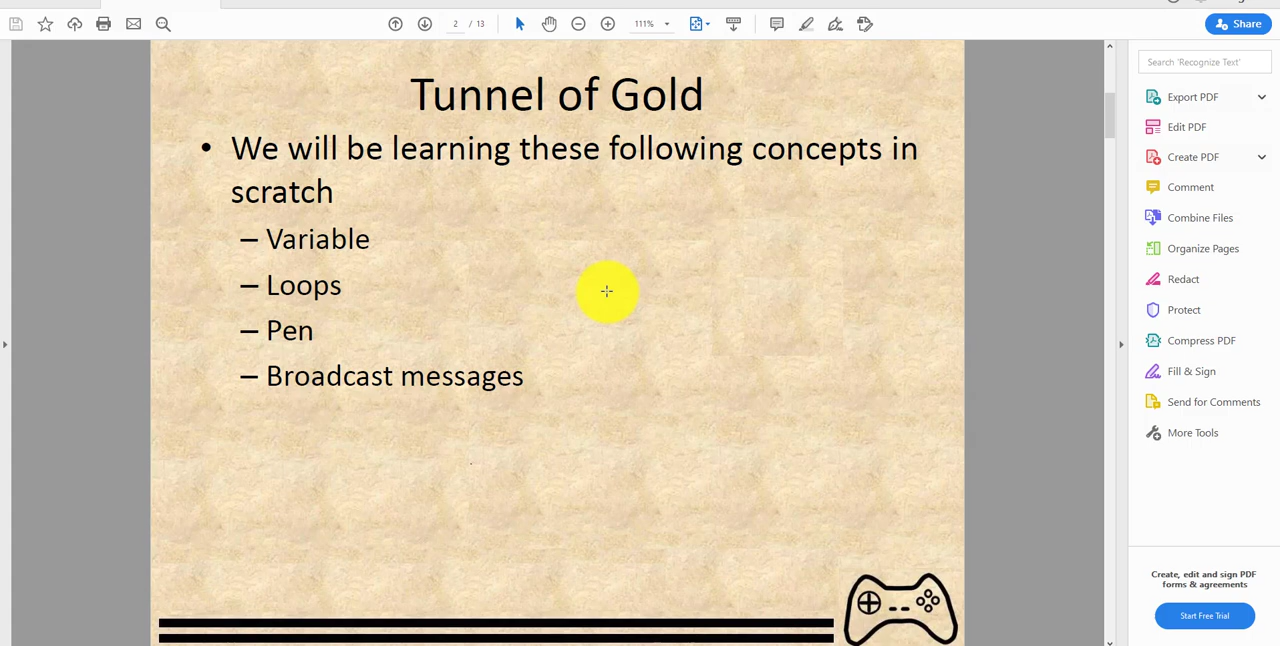 2 / 13
111%
Share
Tunnel of Gold
• We will be learning these following concepts in
scratch
– Variable
– Loops
– Pen
– Broadcast messages
Search 'Recognize Text'
Export PDF
Edit PDF
Create PDF
Comment
Combine Files
Organize Pages
Redact
Protect
Compress PDF
Fill & Sign
Send for Comments
More Tools
Create, edit and sign PDF
forms & agreements
Start Free Trial